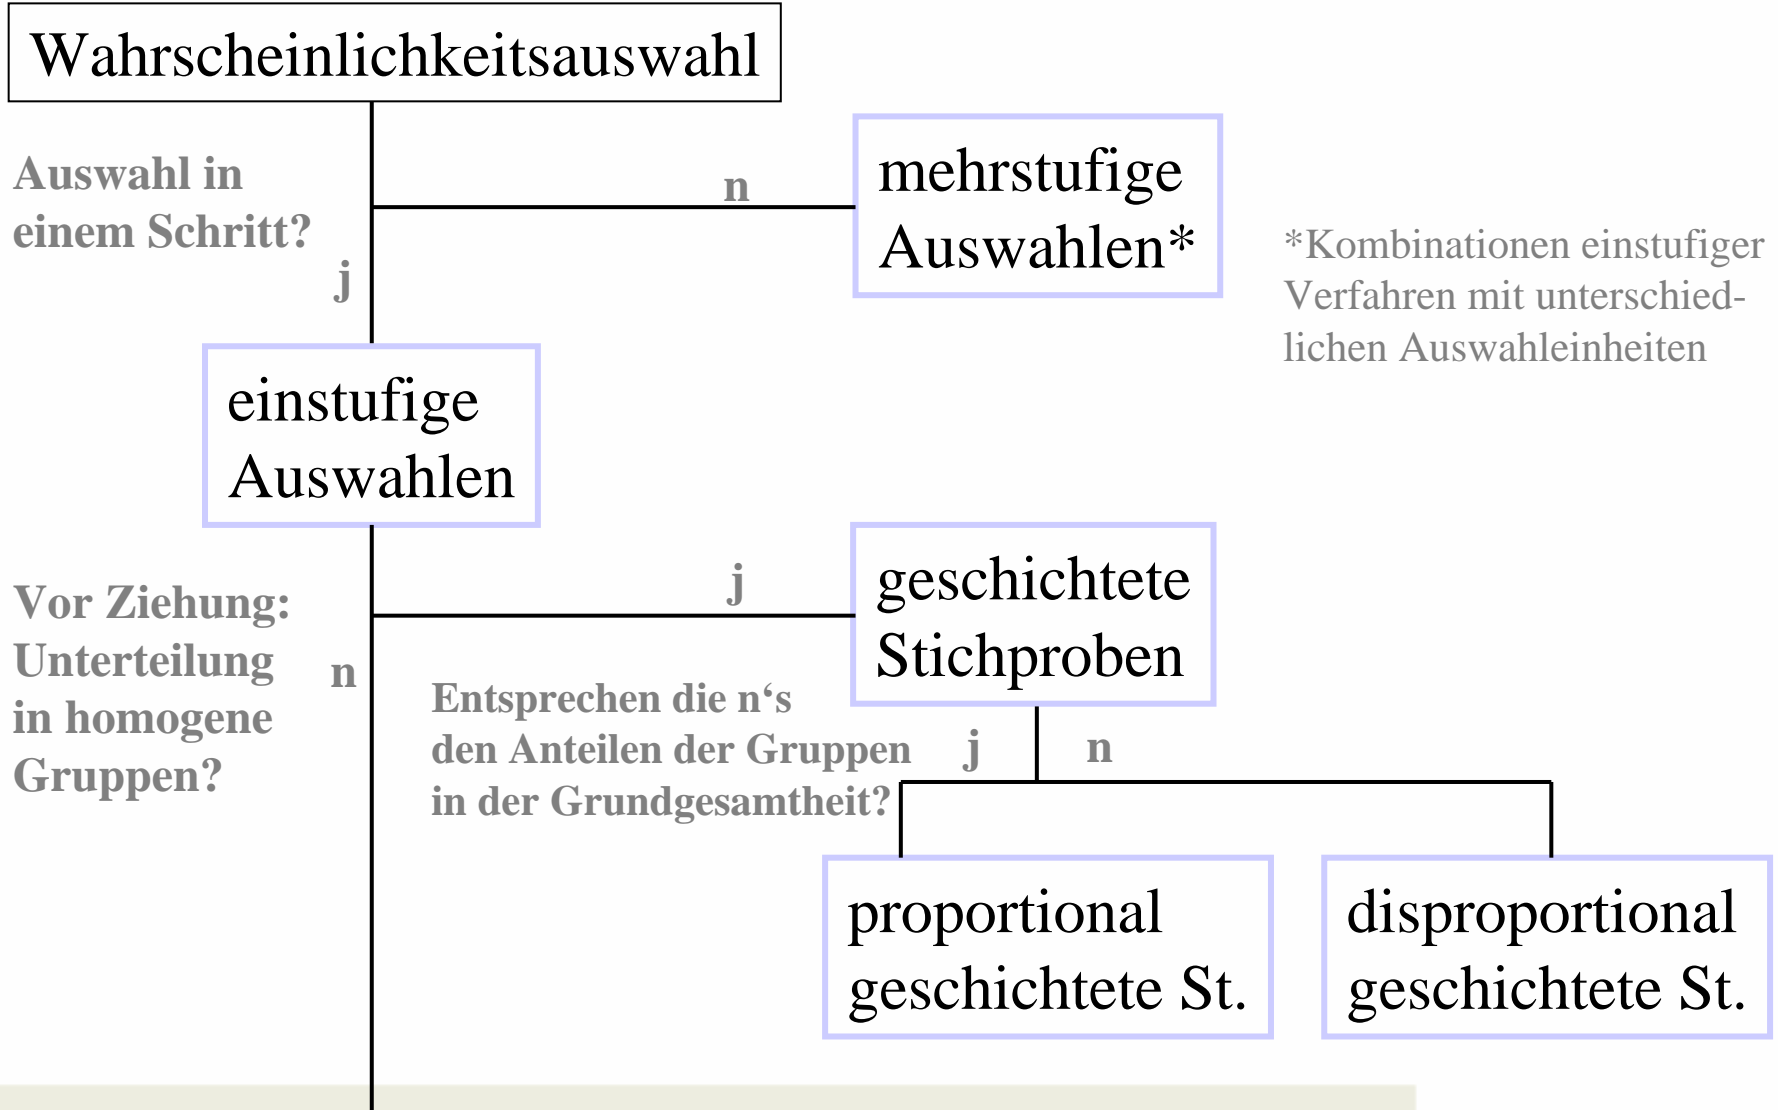 Wahrscheinlichkeitsauswahl
Auswahl in
einem Schritt?
n
j
mehrstufige
Auswahlen*
*Kombinationen einstufiger
Verfahren mit unterschied-
lichen Auswahleinheiten
einstufige
Auswahlen
Vor Ziehung:
Unterteilung
in homogene
Gruppen?
j
n
geschichtete
Stichproben
Entsprechen die n‘s
den Anteilen der Gruppen
in der Grundgesamtheit?
j
n
proportional
geschichtete St.
disproportional
geschichtete St.